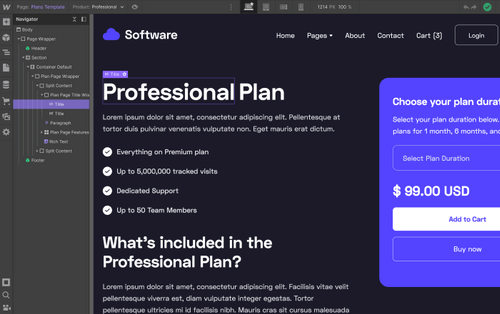 Page: Plans Template
Product: Professional
1214 PX 100 %
Navigator
Body
Page Wrapper
Header
Section
Container Default
Plan Page Wrapper
Split Content
Plan Page Title Wra
Title
Title
Paragraph
Plan Page Features
Rich Text
Split Content
Footer
Software
Home
Pages
About
Contact
Cart (3)
Login
Title
Professional Plan
Lorem ipsum dolor sit amet, consectetur adipiscing elit. Pellentesque at
tortor duis pulvinar venenatis vulputate non. Eget mauris erat dictum.
Everything on Premium plan
Up to 5,000,000 tracked visits
Dedicated Support
Up to 50 Team Members
What's included in the
Professional Plan?
Lorem ipsum dolor sit amet, consectetur adipiscing elit. Facilisis vitae velit
pellentesque viverra est, diam vulputate integer egestas. Tortor
pellentesque ultricies mi id facilisi nibh. Mauris cras sit cursus malesuada
Choose your plan durat
Select your plan duration below.
plans for 1 month, 6 months, an
Select Plan Duration
$ 99.00 USD
Add to Cart
Buy now